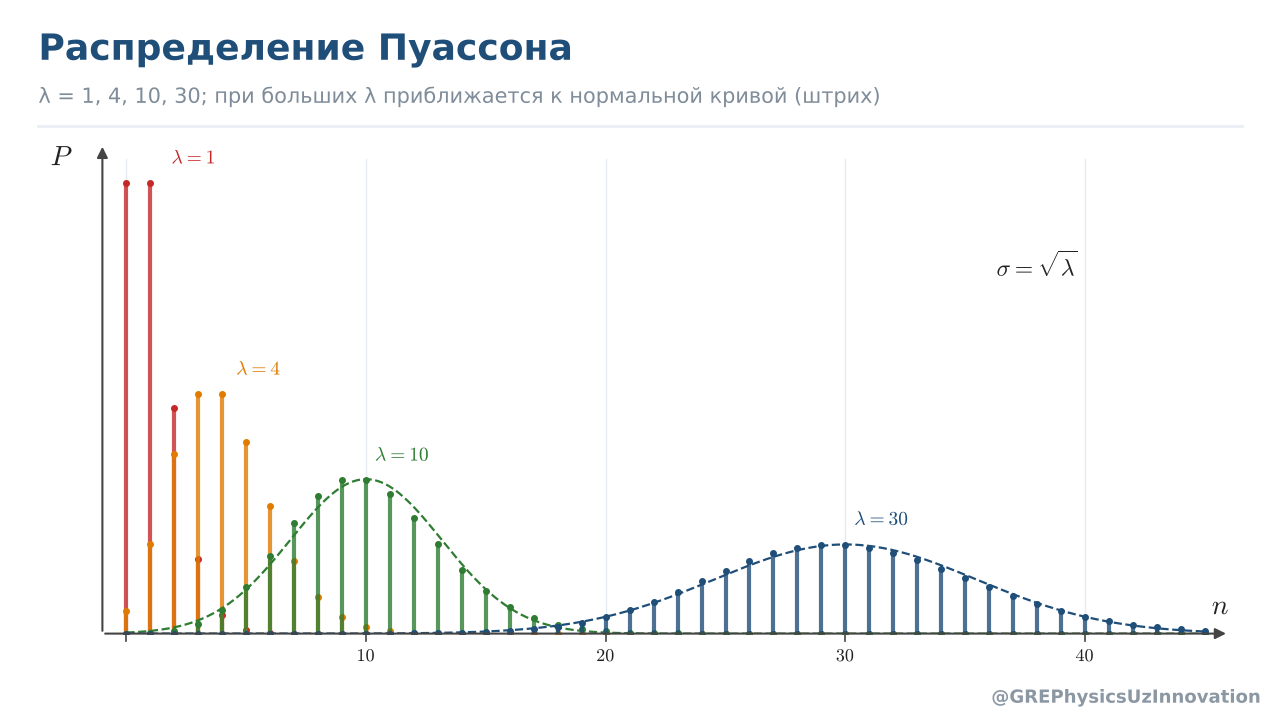 Распределение Пуассона
λ = 1, 4, 10, 30; при больших λ приближается к нормальной кривой (штрих)
P
λ = 1
σ = √λ
λ = 4
λ = 10
λ = 30
n
10 20 30 40
@GREPhysicsUzInnovation